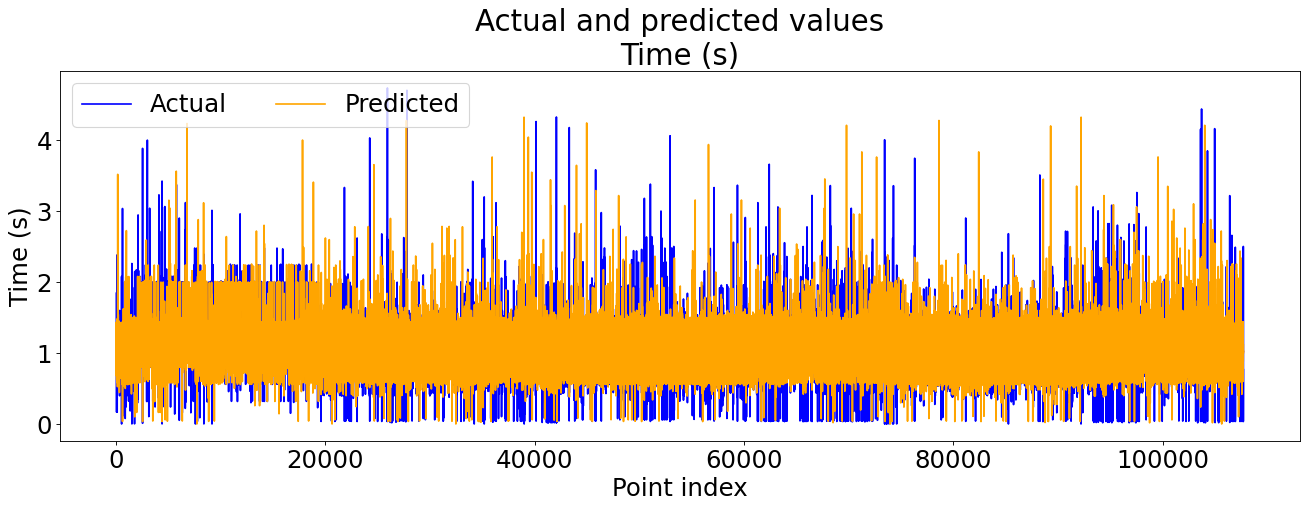 Actual and predicted values
Time (s)
Actual
Predicted
Time (s)
4
3
2
1
0
0
20000
40000
60000
80000
100000
Point index